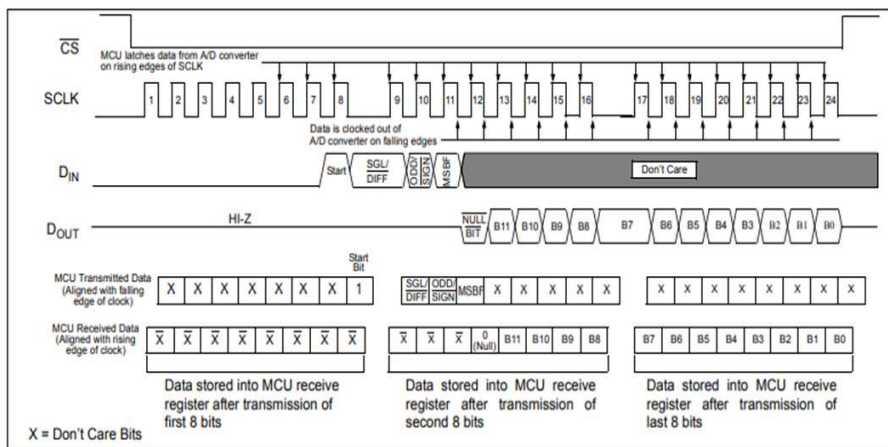 CS
MCU latches data from A/D converter
on rising edges of SCLK
SCLK
1 2 3 4 5 6 7 8 9 10 11 12 13 14 15 16 17 18 19 20 21 22 23 24
Data is clocked out of
A/D converter on falling edges
DIN
Start SGL/DIFF ODD/SIGN MSBF Don't Care
DOUT
HI-Z NULL BIT B11 B10 B9 B8 B7 B6 B5 B4 B3 B2 B1 B0
Start
Bit
MCU Transmitted Data
(Aligned with falling
edge of clock)
X X X X X X X 1 SGL/DIFF ODD/SIGN MSBF X X X X X X X X X X X X X
MCU Received Data
(Aligned with rising
edge of clock)
X X X X X X X X X X X 0 (Null) B11 B10 B9 B8 B7 B6 B5 B4 B3 B2 B1 B0
Data stored into MCU receive
register after transmission of
first 8 bits
Data stored into MCU receive
register after transmission of
second 8 bits
Data stored into MCU receive
register after transmission of
last 8 bits
X = Don't Care Bits